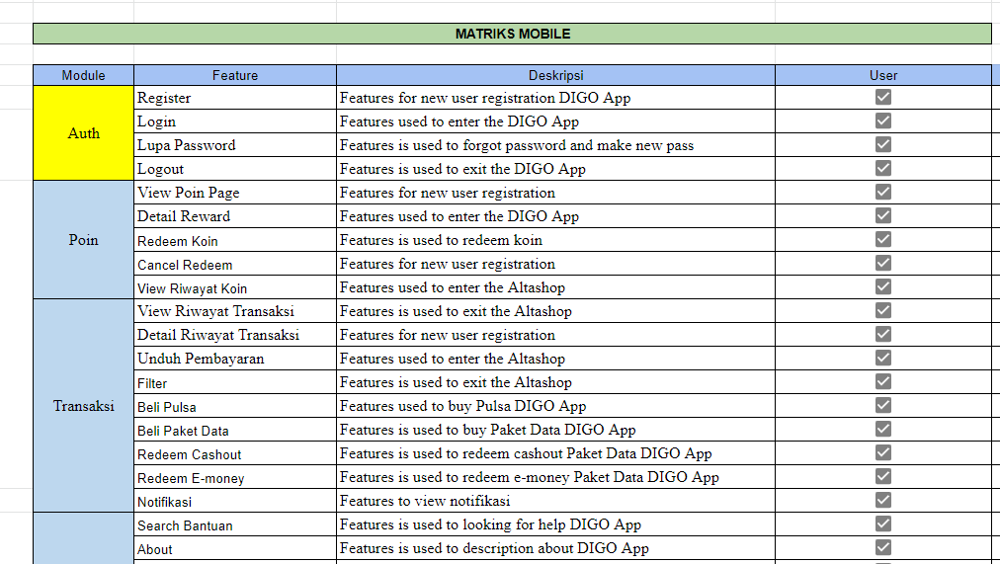 MATRIKS MOBILE
Module Feature Deskripsi User
Auth
Register Features for new user registration DIGO App
Login Features used to enter the DIGO App
Lupa Password Features is used to forgot password and make new pass
Logout Features is used to exit the DIGO App
Poin
View Poin Page Features for new user registration
Detail Reward Features used to enter the DIGO App
Redeem Koin Features is used to redeem koin
Cancel Redeem Features for new user registration
View Riwayat Koin Features used to enter the Altashop
Transaksi
View Riwayat Transaksi Features is used to exit the Altashop
Detail Riwayat Transaksi Features for new user registration
Unduh Pembayaran Features used to enter the Altashop
Filter Features is used to exit the Altashop
Beli Pulsa Features used to buy Pulsa DIGO App
Beli Paket Data Features is used to buy Paket Data DIGO App
Redeem Cashout Features is used to redeem cashout Paket Data DIGO App
Redeem E-money Features is used to redeem e-money Paket Data DIGO App
Notifikasi Features to view notifikasi
Search Bantuan Features is used to looking for help DIGO App
About Features is used to description about DIGO App